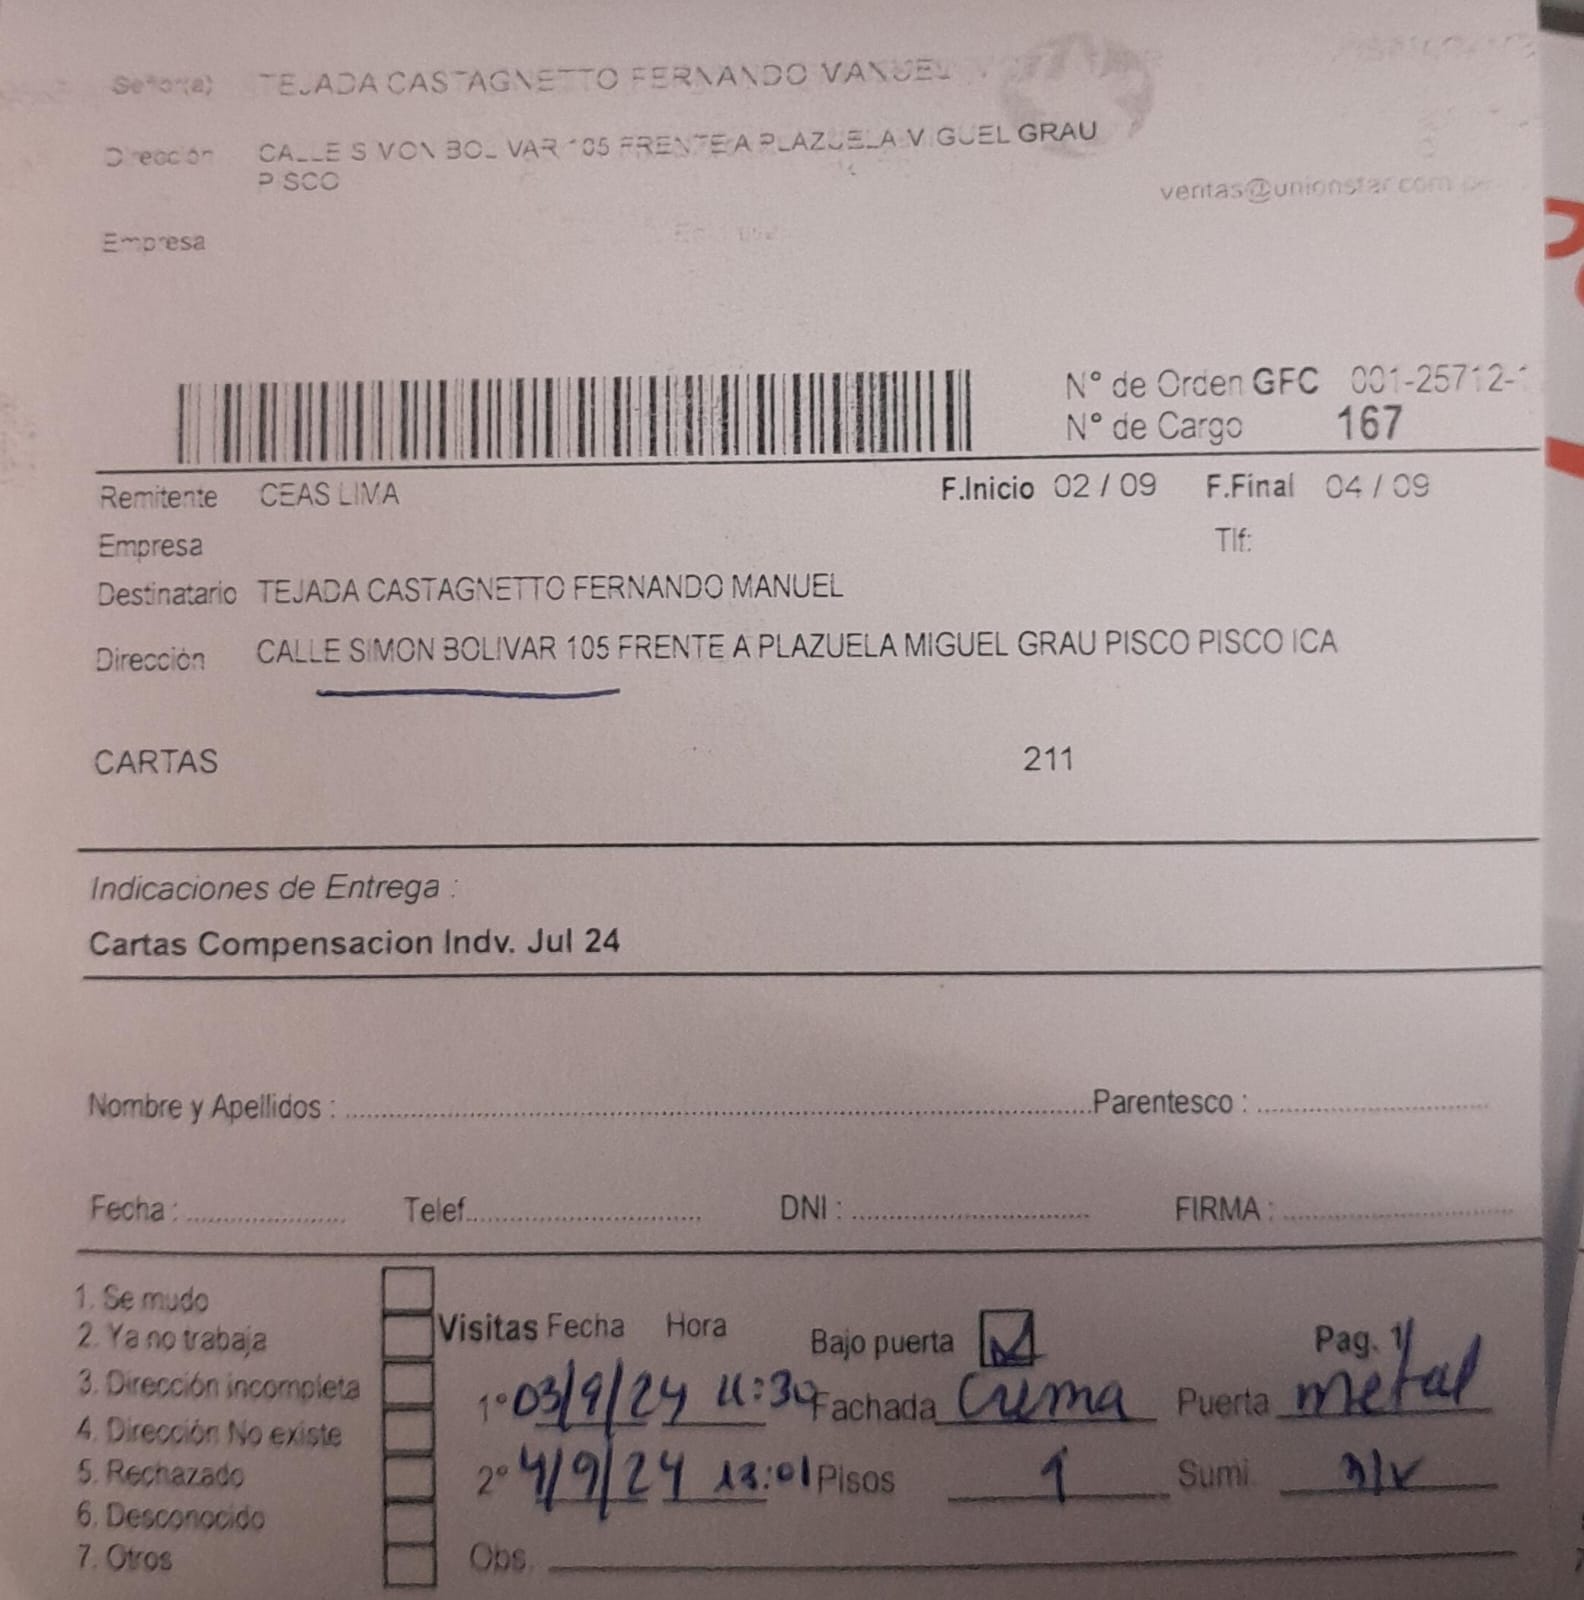 Señor(a) TEJADA CASTAGNETTO FERNANDO MANUEL
Dirección CALLE SIMON BOLIVAR 105 FRENTE A PLAZUELA MIGUEL GRAU
PISCO
ventas@unionstar.com.pe
Empresa
N° de Orden GFC 001-25712-1
N° de Cargo 167
Remitente CEAS LIMA F.Inicio 02 / 09 F.Final 04 / 09
Empresa Tlf:
Destinatario TEJADA CASTAGNETTO FERNANDO MANUEL
Dirección CALLE SIMON BOLIVAR 105 FRENTE A PLAZUELA MIGUEL GRAU PISCO PISCO ICA
CARTAS 211
Indicaciones de Entrega :
Cartas Compensacion Indv. Jul 24
Nombre y Apellidos : Parentesco :
Fecha : Telef. DNI : FIRMA :
1. Se mudo
2. Ya no trabaja
3. Dirección incompleta
4. Dirección No existe
5. Rechazado
6. Desconocido
7. Otros
Visitas Fecha Hora Bajo puerta Pag. 1/
1° 03/9/24 11:30 Fachada Crema Puerta metal
2° 4/9/24 13:01 Pisos 1 Sumi.
Obs.